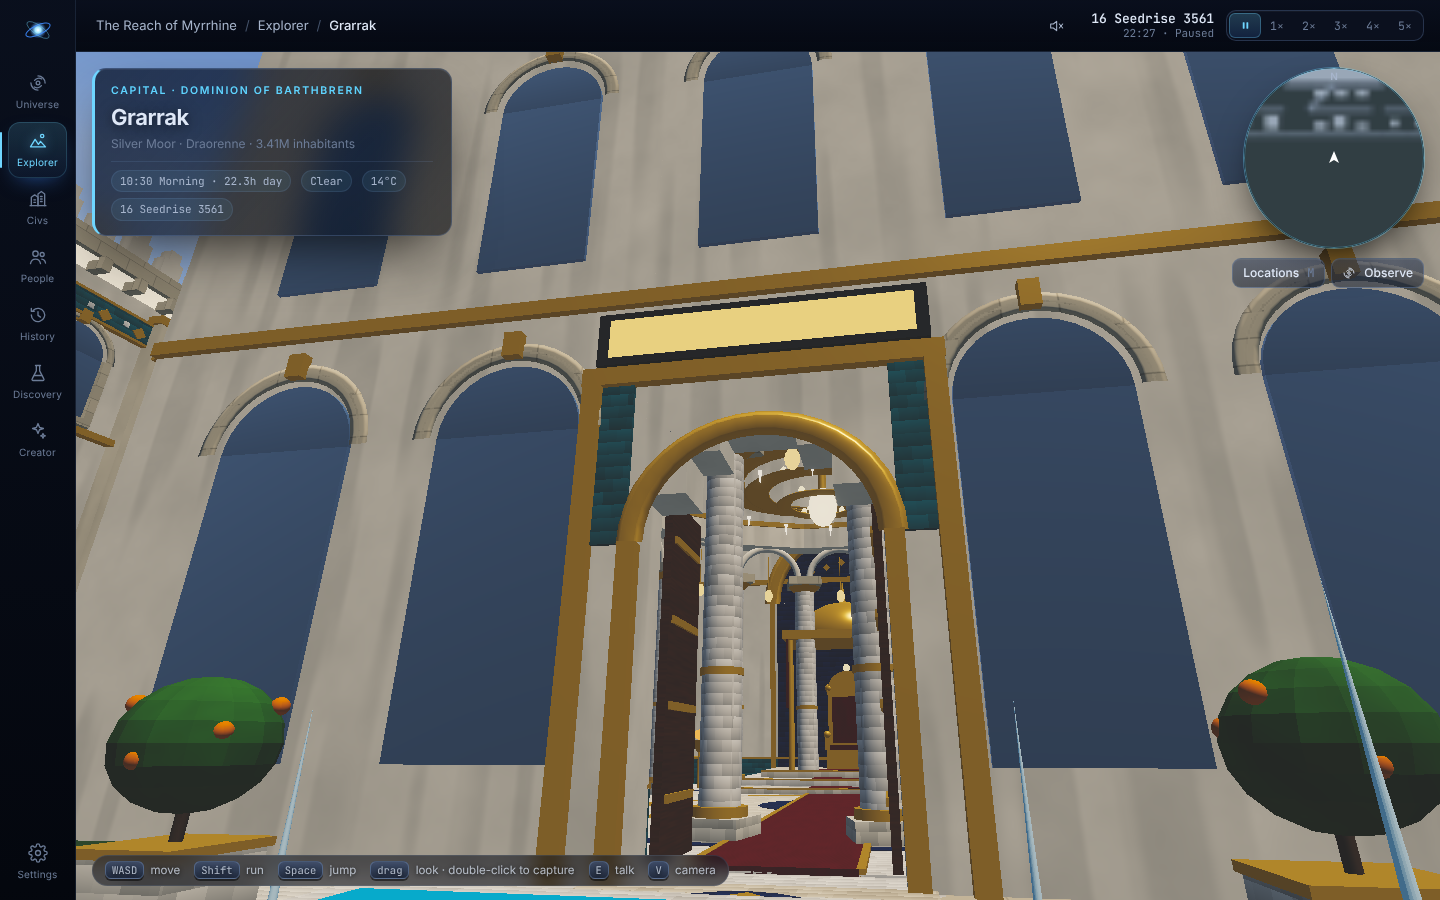 The Reach of Myrrhine / Explorer / Grarrak
16 Seedrise 3561
22:27 · Paused
1×
2×
3×
4×
5×
Universe
Explorer
Civs
People
History
Discovery
Creator
Settings
CAPITAL · DOMINION OF BARTHBRERN
Grarrak
Silver Moor · Draorenne · 3.41M inhabitants
10:30 Morning · 22.3h day
Clear
14°C
16 Seedrise 3561
N
Locations M
Observe
WASD move Shift run Space jump drag look · double-click to capture E talk V camera